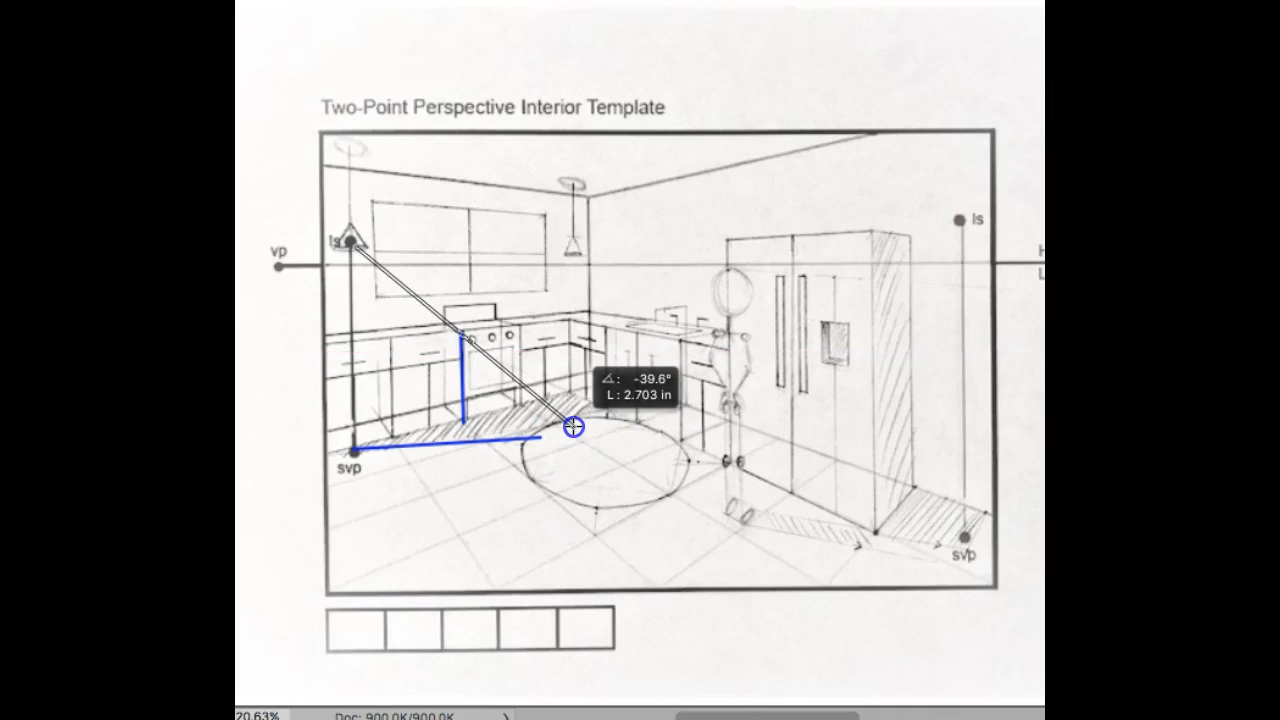 Two-Point Perspective Interior Template
ls
ls
vp
H
L
∡: -39.6°
L: 2.703 in
svp
svp
20.63%
Doc: 900.0K/900.0K